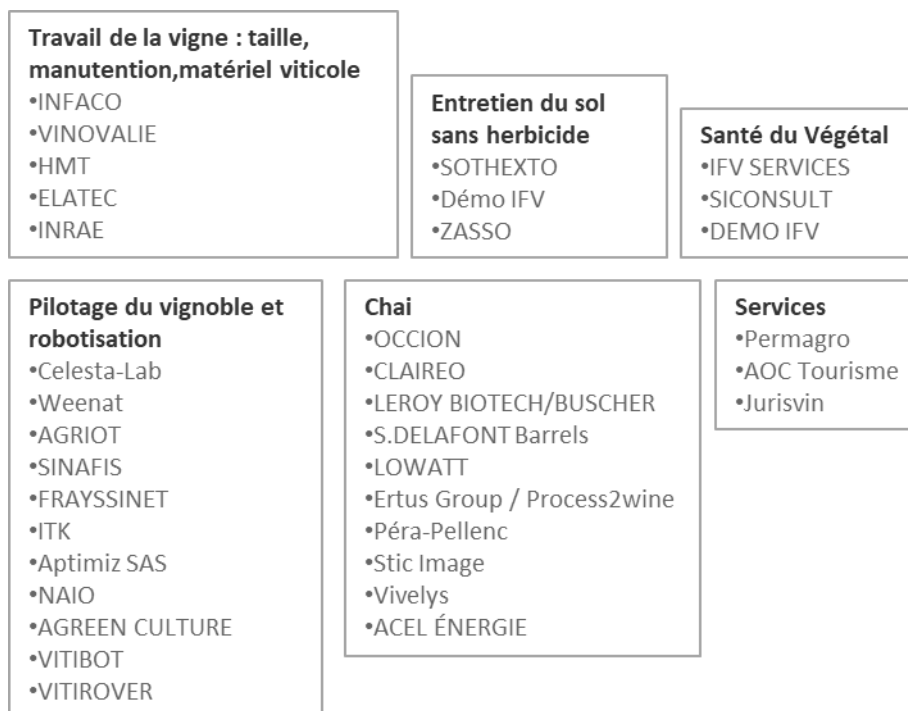 Travail de la vigne : taille,
manutention,matériel viticole
•INFACO
•VINOVALIE
•HMT
•ELATEC
•INRAE
Entretien du sol
sans herbicide
•SOTHEXTO
•Démo IFV
•ZASSO
Santé du Végétal
•IFV SERVICES
•SICONSULT
•DEMO IFV
Pilotage du vignoble et
robotisation
•Celesta-Lab
•Weenat
•AGRIOT
•SINAFIS
•FRAYSSINET
•ITK
•Aptimiz SAS
•NAIO
•AGREEN CULTURE
•VITIBOT
•VITIROVER
Chai
•OCCION
•CLAIREO
•LEROY BIOTECH/BUSCHER
•S.DELAFONT Barrels
•LOWATT
•Ertus Group / Process2wine
•Péra-Pellenc
•Stic Image
•Vivelys
•ACEL ÉNERGIE
Services
•Permagro
•AOC Tourisme
•Jurisvin